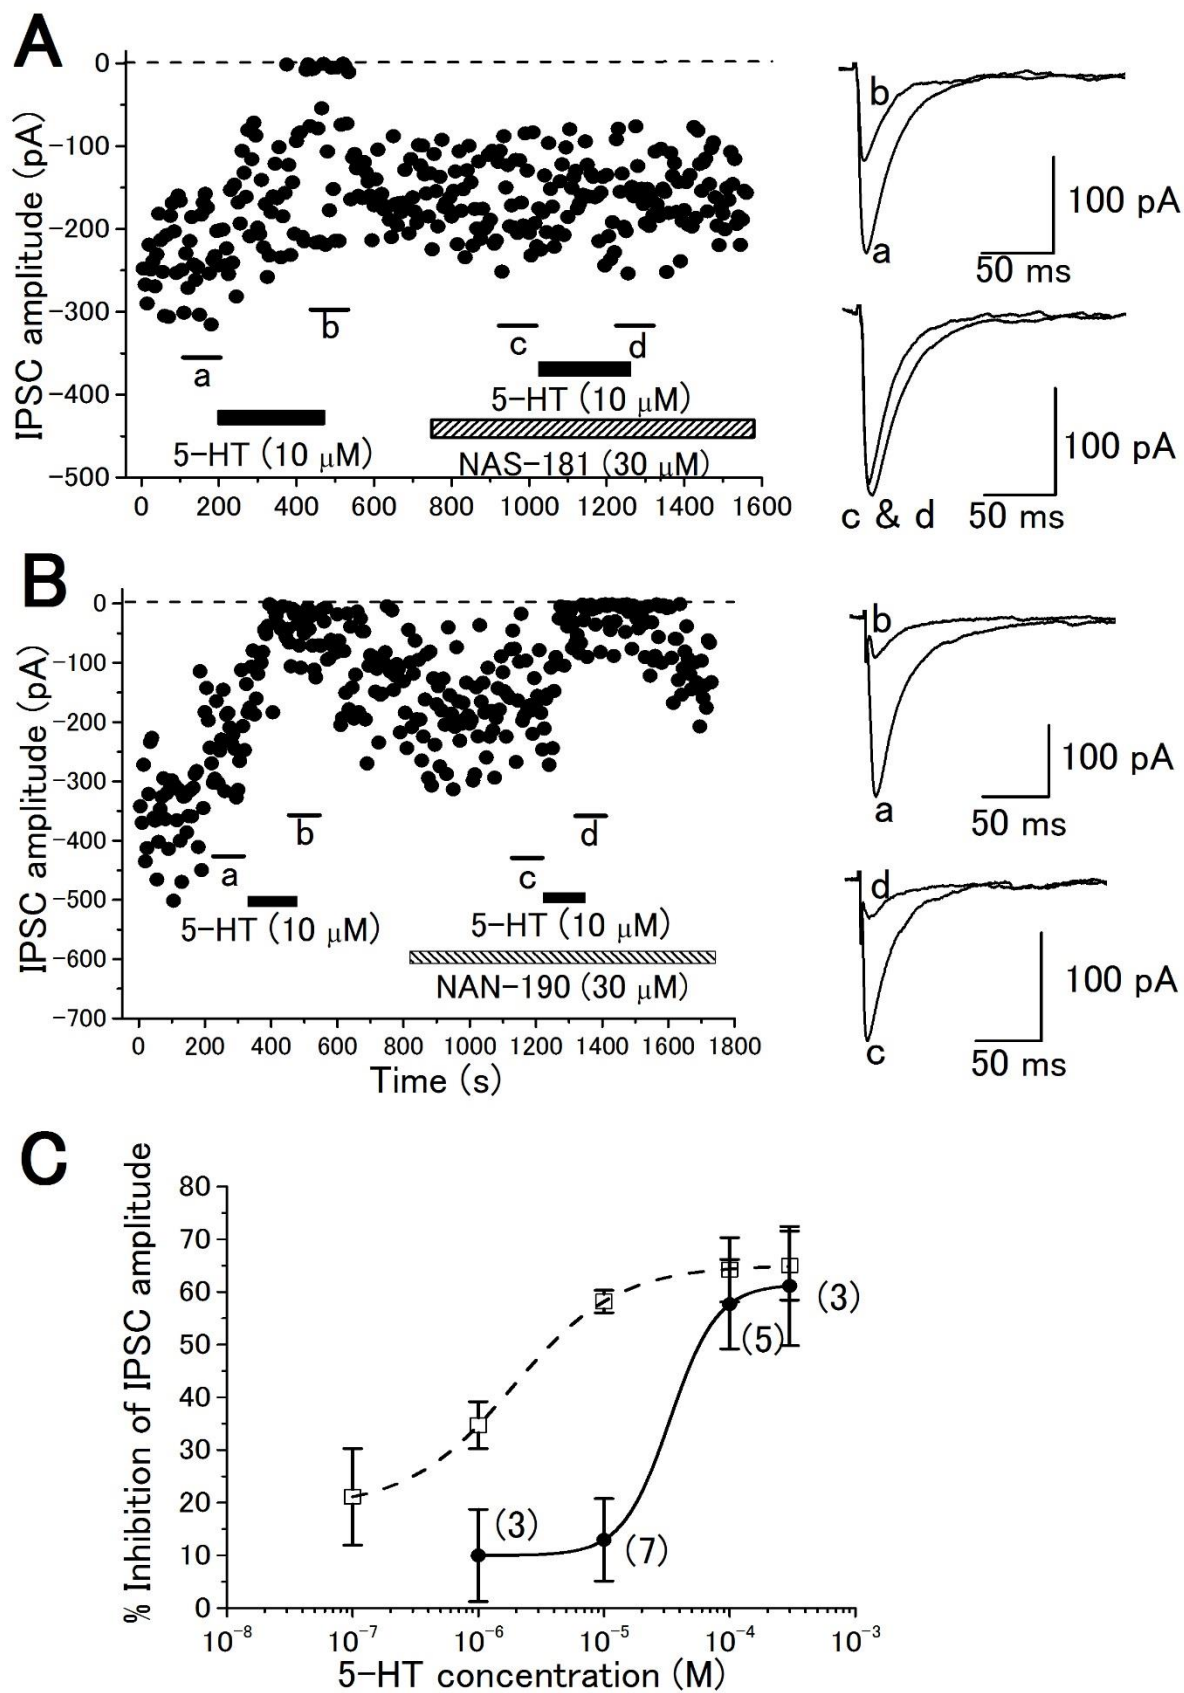 A
IPSC amplitude (pA)
0
-100
-200
-300
-400
-500
a
b
c
d
5-HT (10 μM)
5-HT (10 μM)
NAS-181 (30 μM)
0 200 400 600 800 1000 1200 1400 1600
b
a
100 pA
50 ms
c & d
100 pA
50 ms
B
IPSC amplitude (pA)
0
-100
-200
-300
-400
-500
-600
-700
a
b
c
d
5-HT (10 μM)
5-HT (10 μM)
NAN-190 (30 μM)
0 200 400 600 800 1000 1200 1400 1600 1800
Time (s)
b
a
100 pA
50 ms
d
c
100 pA
50 ms
C
% Inhibition of IPSC amplitude
80
70
60
50
40
30
20
10
0
(3)
(7)
(5)
(3)
10⁻⁸ 10⁻⁷ 10⁻⁶ 10⁻⁵ 10⁻⁴ 10⁻³
5-HT concentration (M)